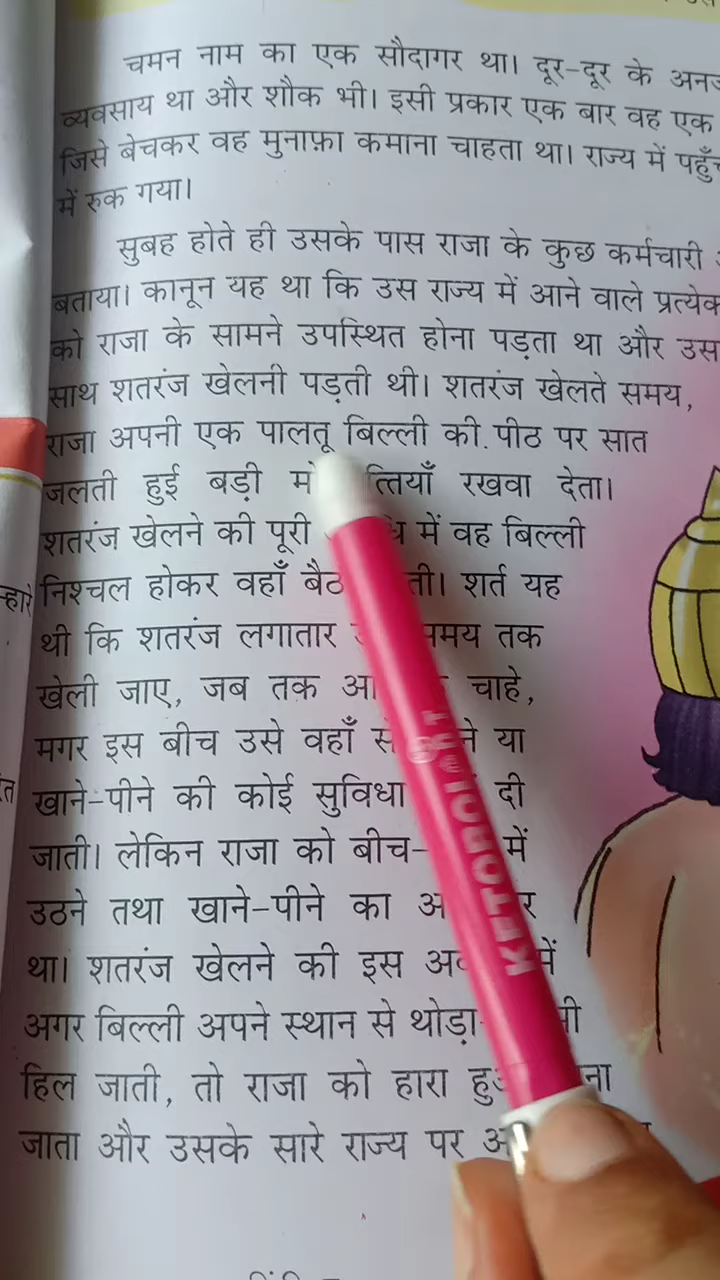 चमन नाम का एक सौदागर था। दूर-दूर के
व्यवसाय था और शौक भी। इसी प्रकार एक बार वह एक
जिसे बेचकर वह मुनाफ़ा कमाना चाहता था। राज्य में
में रुक गया।
सुबह होते ही उसके पास राजा के कुछ कर्मचारी
बताया। कानून यह था कि उस राज्य में आने वाले प्रत्येक
को राजा के सामने उपस्थित होना पड़ता था और उस
साथ शतरंज खेलनी पड़ती थी। शतरंज खेलते समय,
राजा अपनी एक पालतू बिल्ली की पीठ पर सात
जलती हुई बड़ी रखवा देता।
शतरंज खेलने की पूरी में वह बिल्ली
निश्चल होकर वहाँ शर्त यह
थी कि शतरंज लगातार समय तक
खेली जाए, जब तक चाहे,
मगर इस बीच उसे वहाँ या
खाने-पीने की कोई सुविधा दी
जाती। लेकिन राजा को बीच- में
उठने तथा खाने-पीने का
था। शतरंज खेलने की इस में
अगर बिल्ली अपने स्थान से थोड़ा
हिल जाती, तो राजा को हारा
जाता और उसके सारे राज्य पर
KETOROL